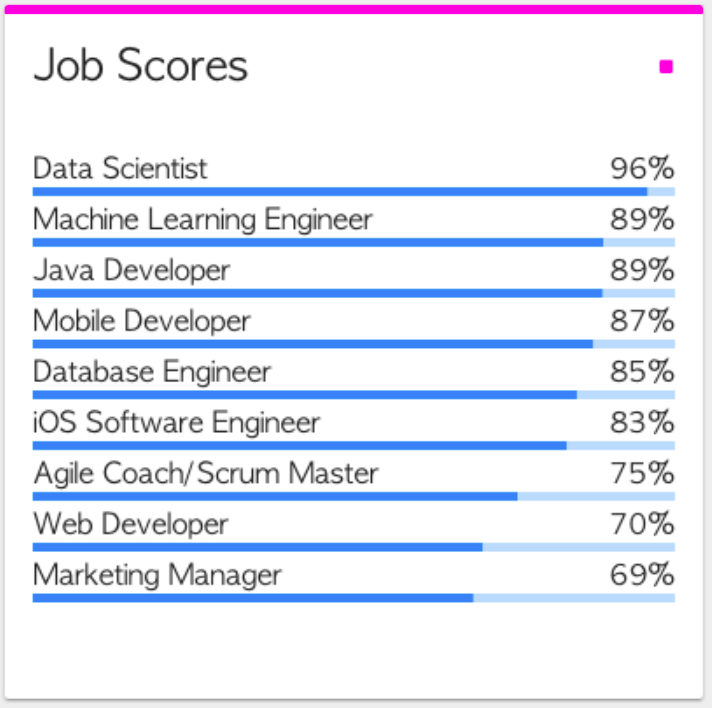 Job Scores
Data Scientist 96%
Machine Learning Engineer 89%
Java Developer 89%
Mobile Developer 87%
Database Engineer 85%
iOS Software Engineer 83%
Agile Coach/Scrum Master 75%
Web Developer 70%
Marketing Manager 69%